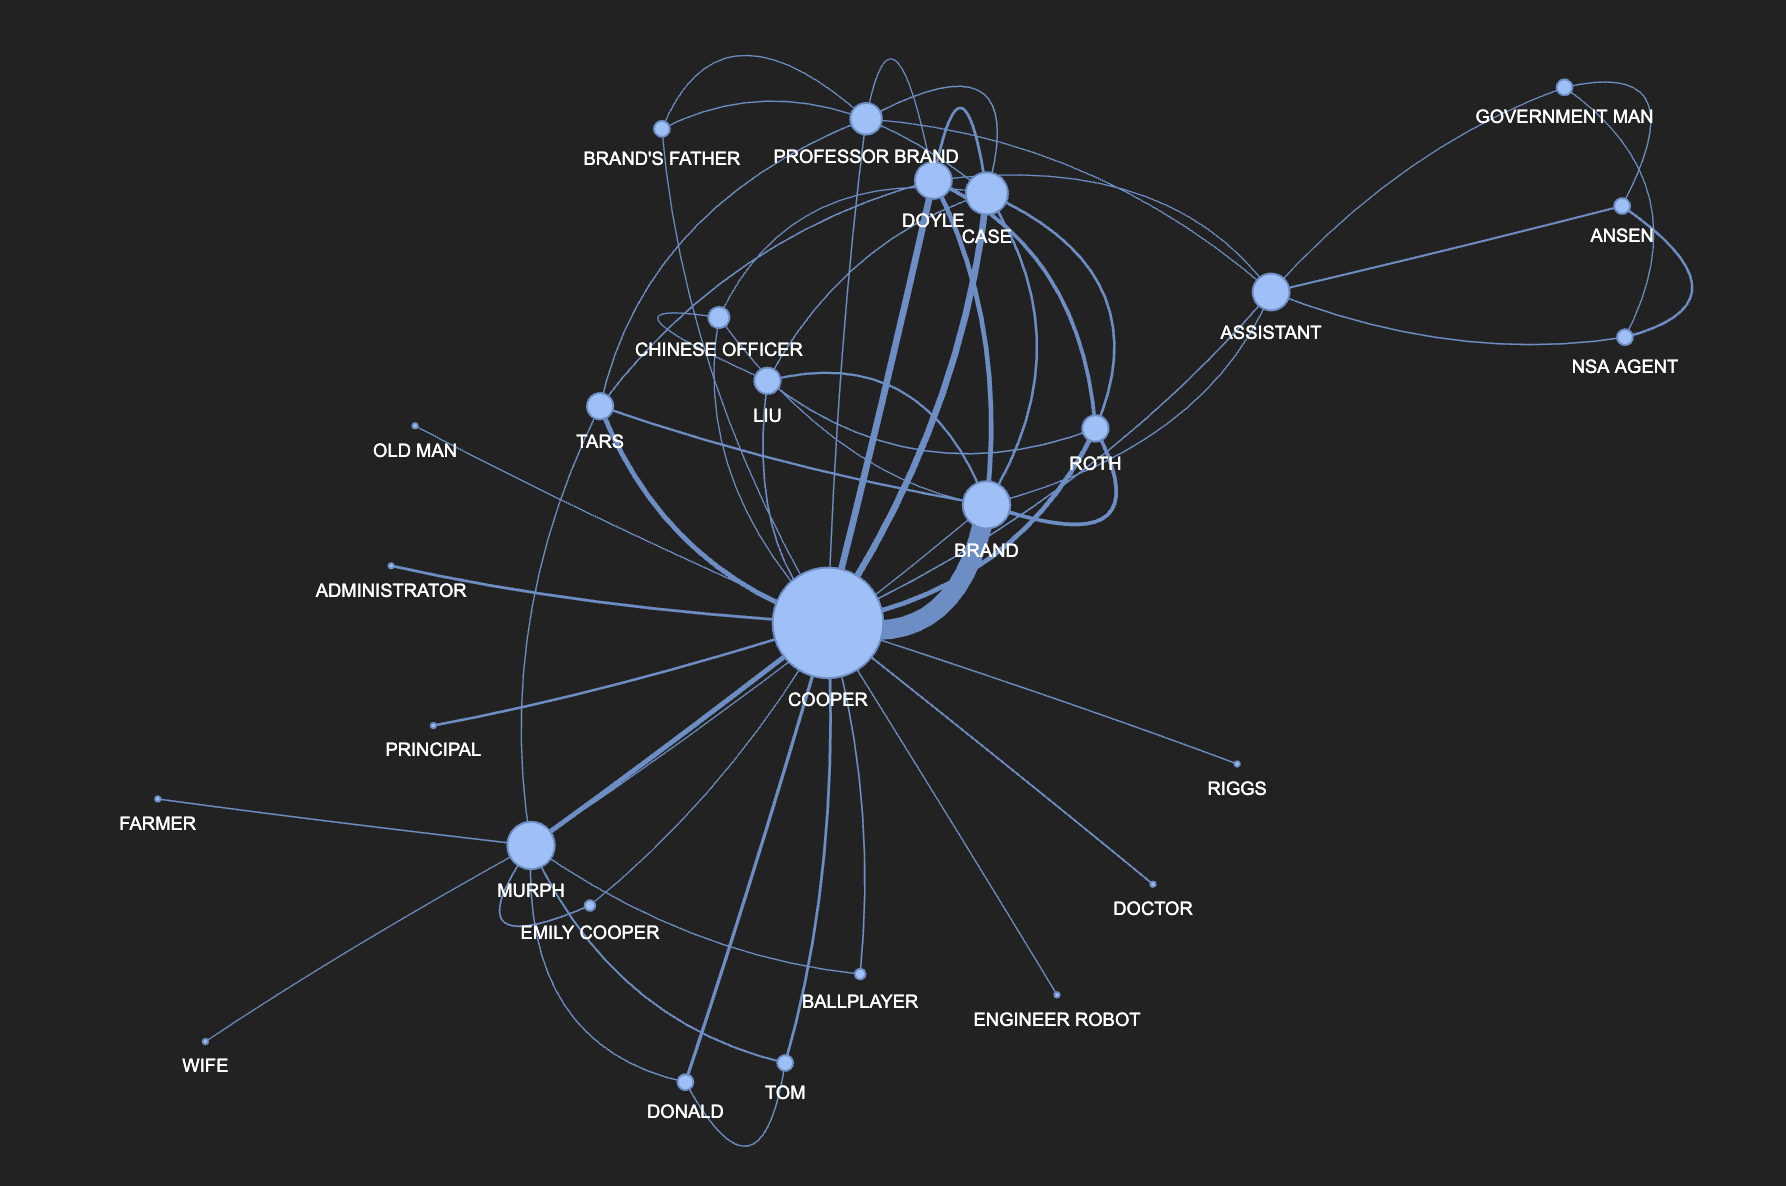 GOVERNMENT MAN
BRAND'S FATHER
PROFESSOR BRAND
DOYLE
CASE
ANSEN
ASSISTANT
CHINESE OFFICER
NSA AGENT
LIU
TARS
OLD MAN
ROTH
BRAND
ADMINISTRATOR
COOPER
PRINCIPAL
RIGGS
FARMER
MURPH
DOCTOR
EMILY COOPER
BALLPLAYER
ENGINEER ROBOT
WIFE
TOM
DONALD